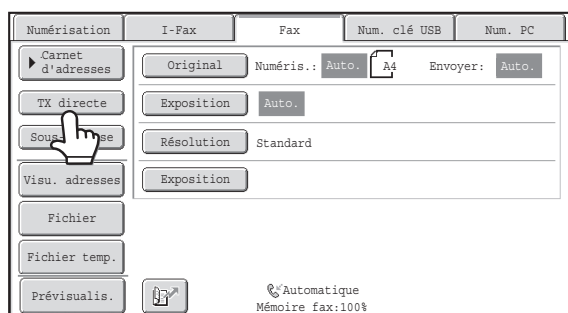 Numérisation
I-Fax
Fax
Num. clé USB
Num. PC
Carnet
d'adresses
Original
Numéris.:
Auto.
A4
Envoyer:
Auto.
TX directe
Exposition
Auto.
Résolution
Standard
Visu. adresses
Exposition
Fichier
Fichier temp.
Prévisualis.
Automatique
Mémoire fax:100%